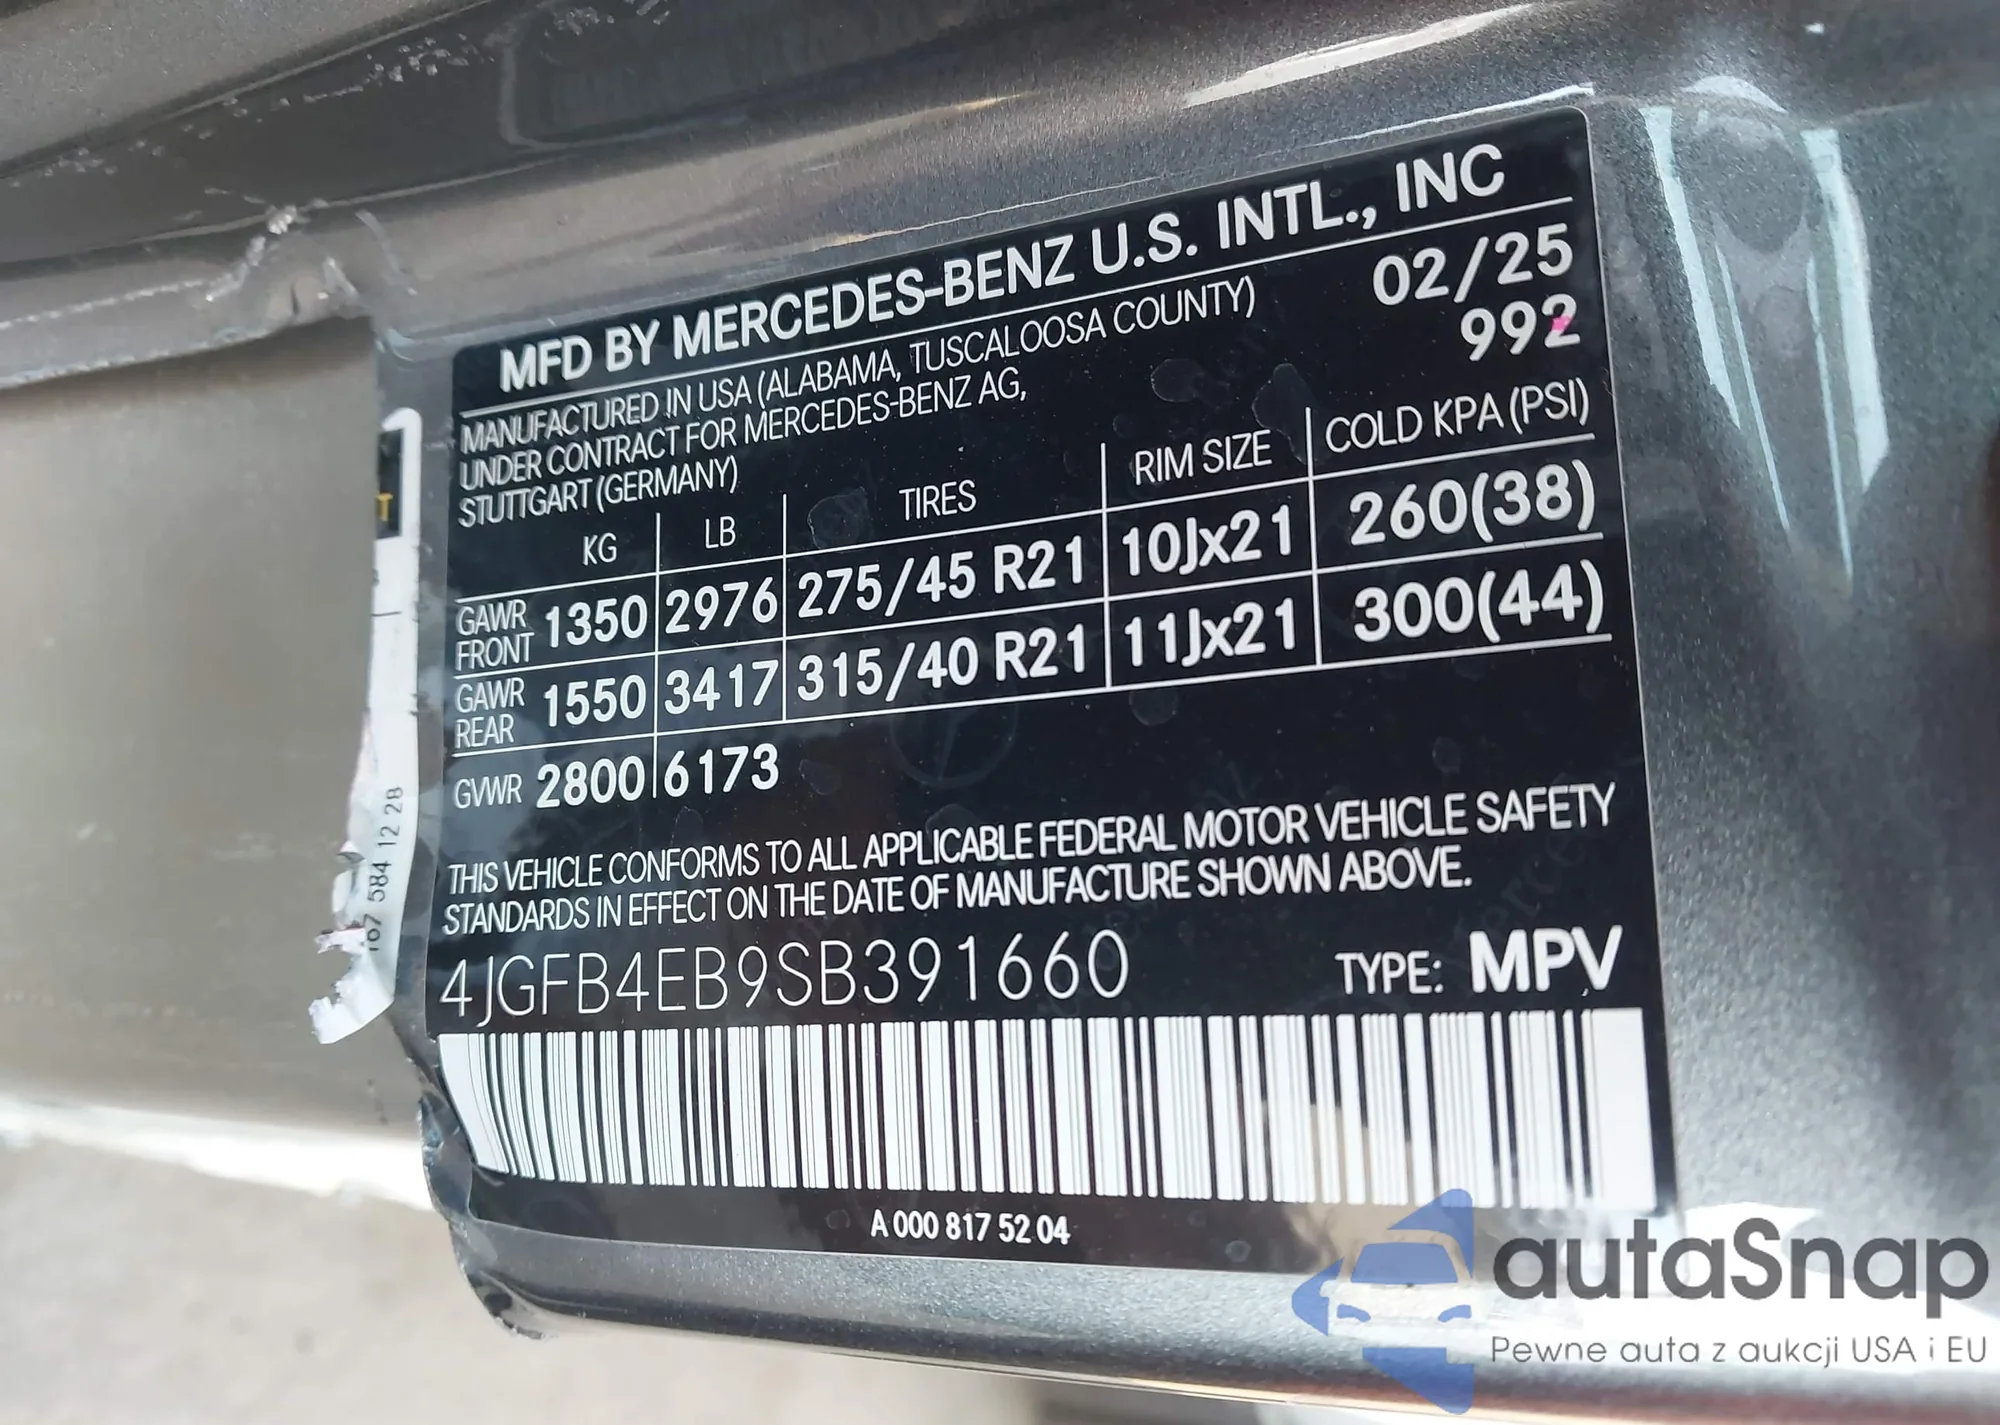 MFD BY MERCEDES-BENZ U.S. INTL., INC
MANUFACTURED IN USA (ALABAMA, TUSCALOOSA COUNTY) 02/25
UNDER CONTRACT FOR MERCEDES-BENZ AG, 992
STUTTGART (GERMANY)
KG LB TIRES RIM SIZE COLD KPA (PSI)
GAWR FRONT 1350 2976 275/45 R21 10Jx21 260(38)
GAWR REAR 1550 3417 315/40 R21 11Jx21 300(44)
GVWR 2800 6173
THIS VEHICLE CONFORMS TO ALL APPLICABLE FEDERAL MOTOR VEHICLE SAFETY
STANDARDS IN EFFECT ON THE DATE OF MANUFACTURE SHOWN ABOVE.
4JGFB4EB9SB391660 TYPE: MPV
A 000 817 52 04
T
167 584 12 28
autaSnap
Pewne auta z aukcji USA i EU